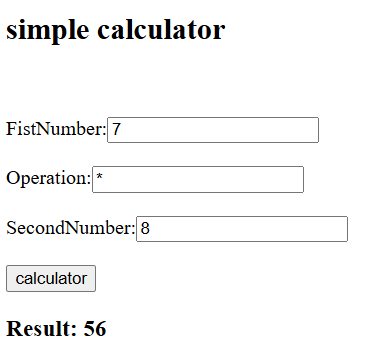 simple calculator
FistNumber:7
Operation:*
SecondNumber:8
calculator
Result: 56